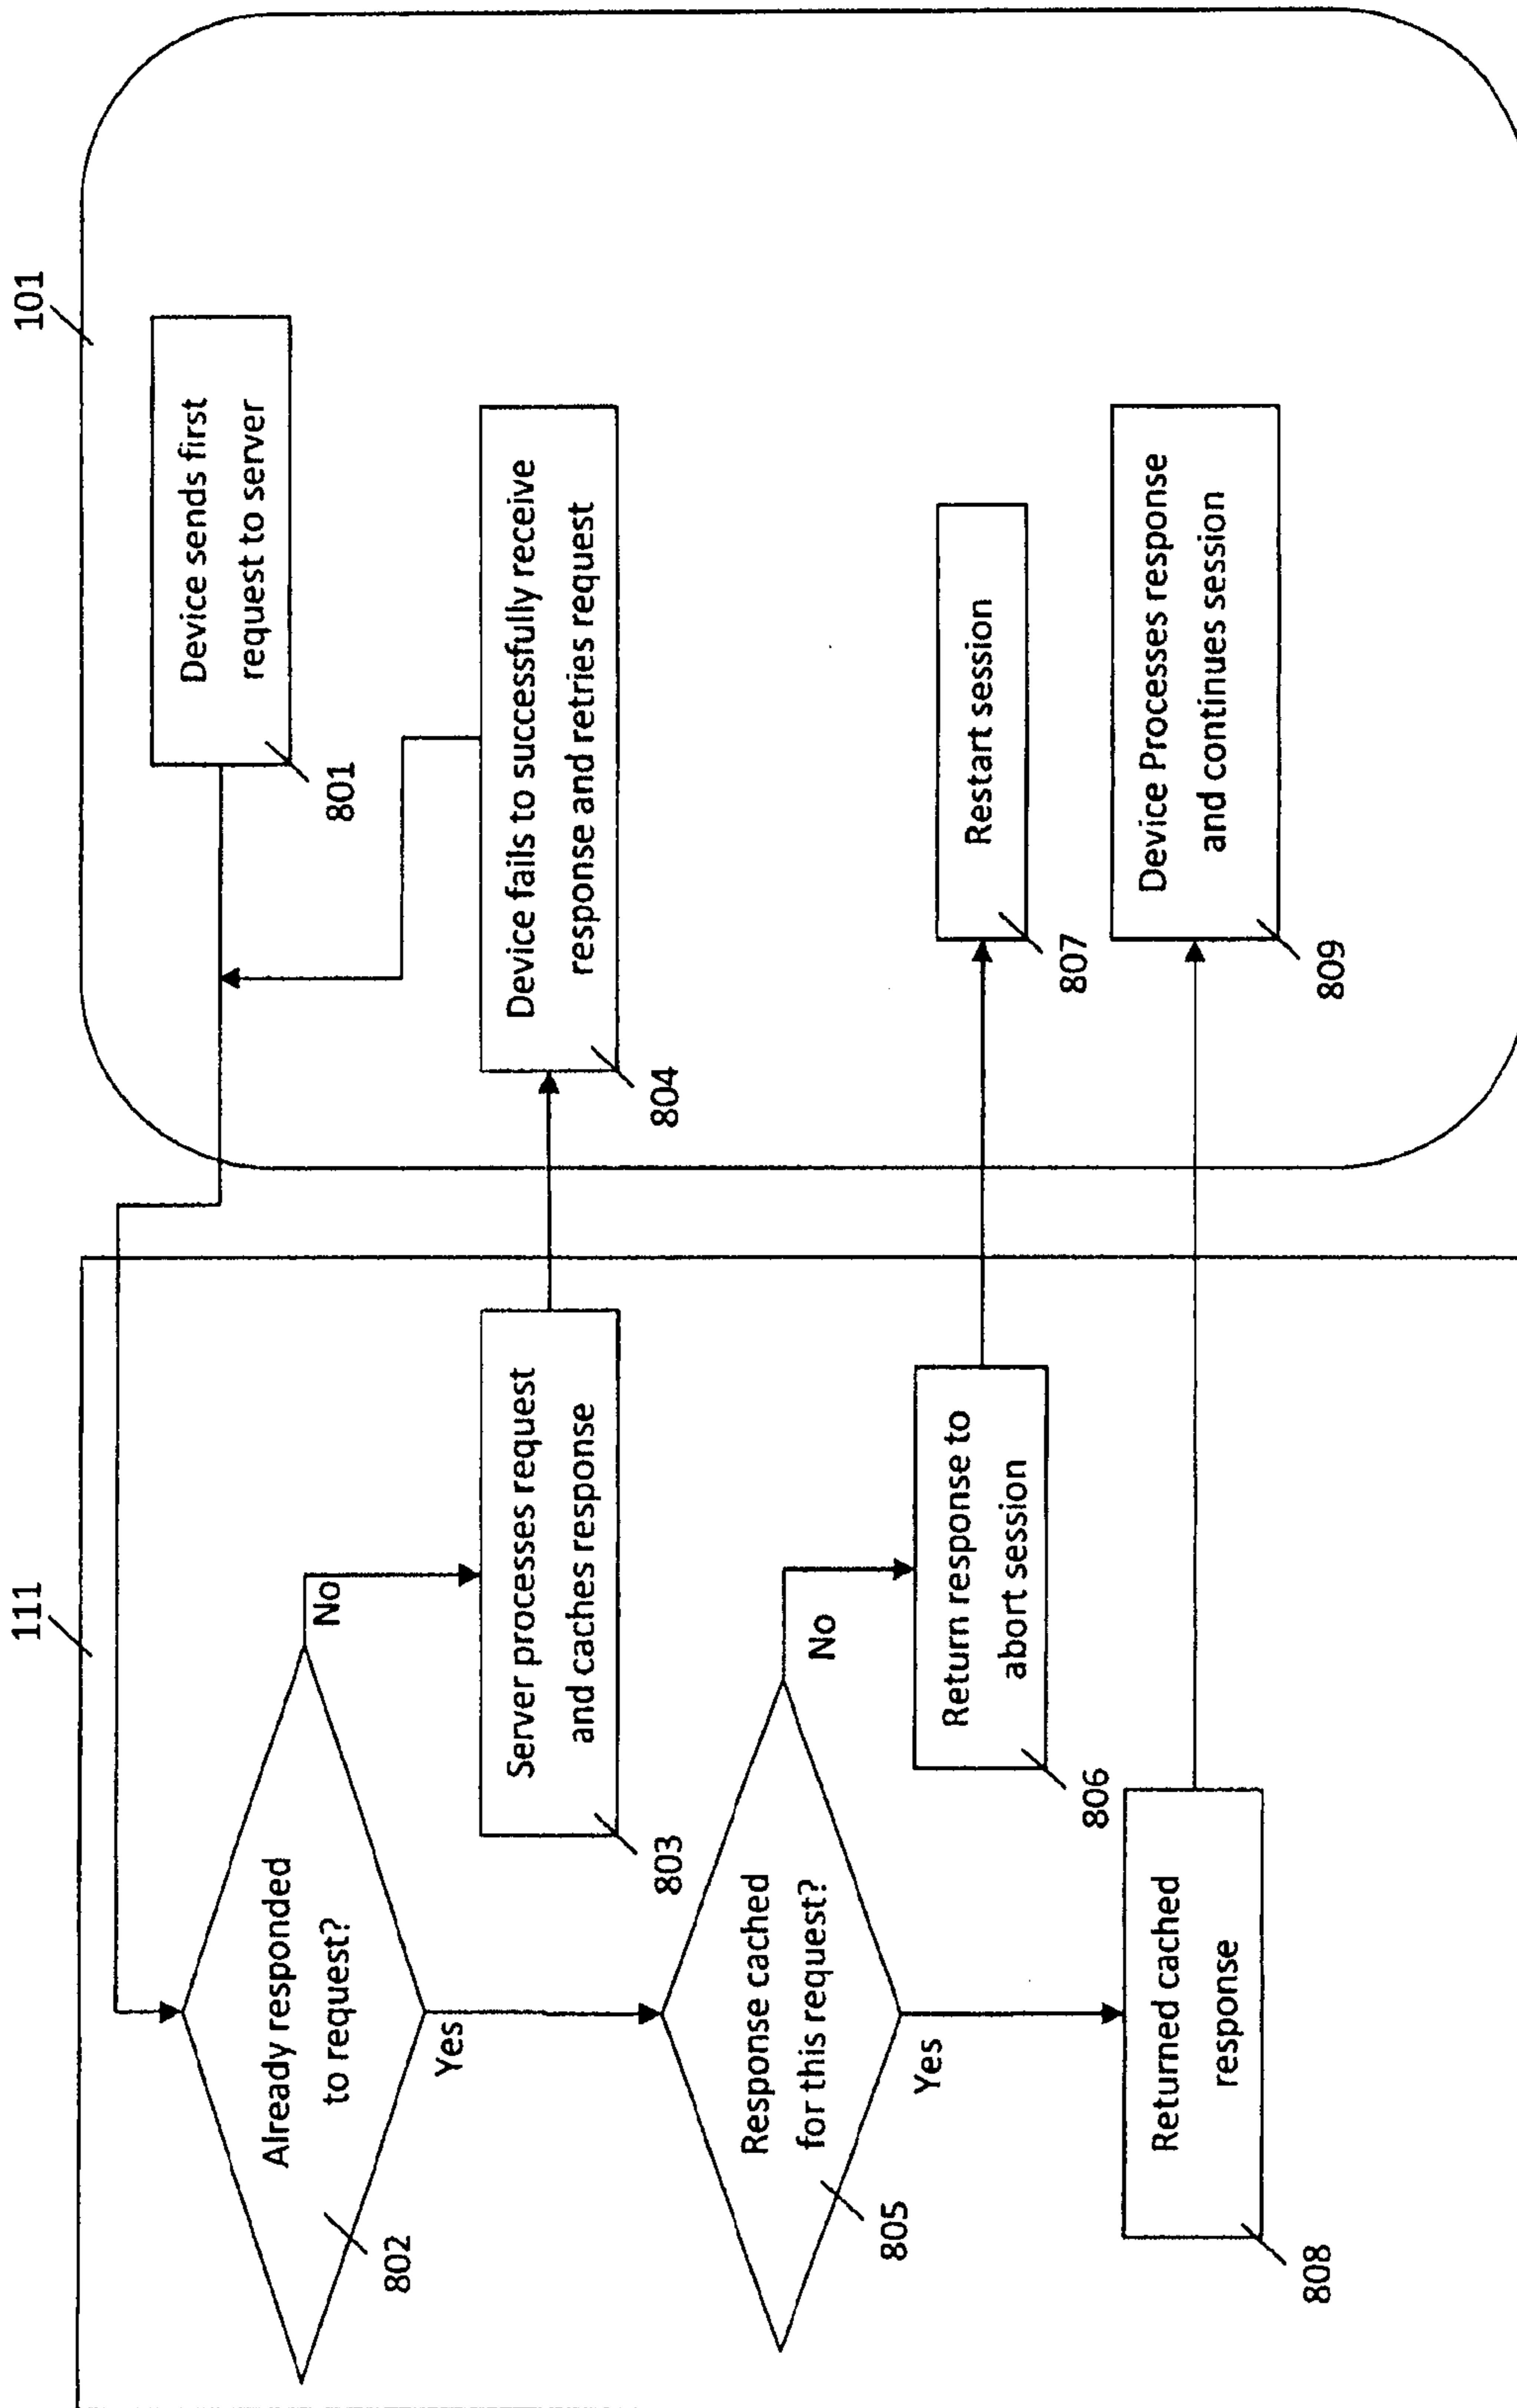 111
101
Device sends first
request to server
801
Already responded
to request?
802
No
Yes
Server processes request
and caches response
803
Device fails to successfully receive
response and retries request
804
Response cached
for this request?
805
No
Yes
Return response to
abort session
806
Restart session
807
Returned cached
response
808
Device Processes response
and continues session
809